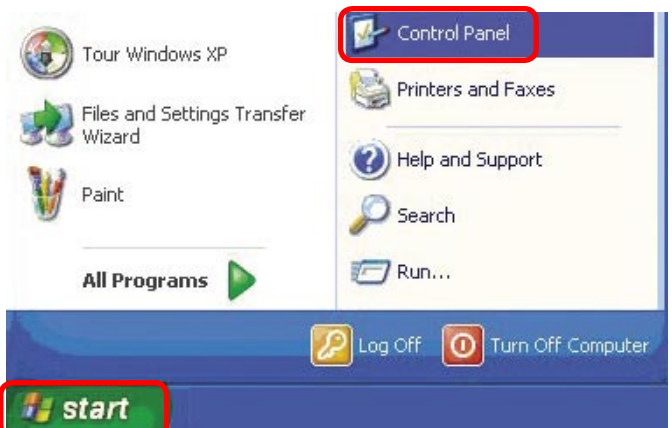 Tour Windows XP
Files and Settings Transfer
Wizard
Paint
All Programs
Control Panel
Printers and Faxes
Help and Support
Search
Run...
Log Off
Turn Off Computer
start